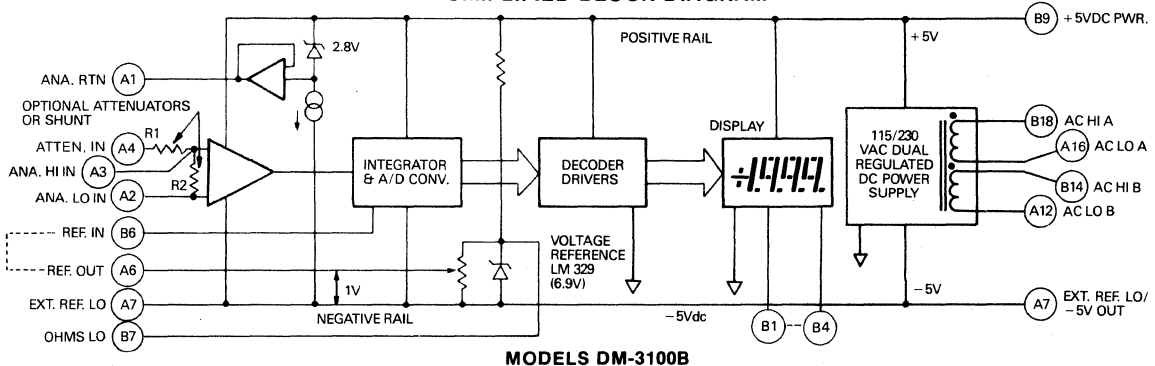 SIMPLIFIED BLOCK DIAGRAM
B9 +5VDC PWR.
POSITIVE RAIL
+5V
2.8V
ANA. RTN A1
OPTIONAL ATTENUATORS
OR SHUNT
R1
ATTEN. IN A4
ANA. HI IN A3
R2
ANA. LO IN A2
INTEGRATOR
& A/D CONV.
DECODER
DRIVERS
DISPLAY
115/230
VAC DUAL
REGULATED
DC POWER
SUPPLY
B18 AC HI A
A16 AC LO A
B14 AC HI B
A12 AC LO B
REF. IN B6
VOLTAGE
REFERENCE
LM 329
(6.9V)
REF. OUT A6
1V
EXT. REF. LO A7
NEGATIVE RAIL
-5Vdc
-5V
A7 EXT. REF. LO/
-5V OUT
OHMS LO B7
B1 -- B4
MODELS DM-3100B